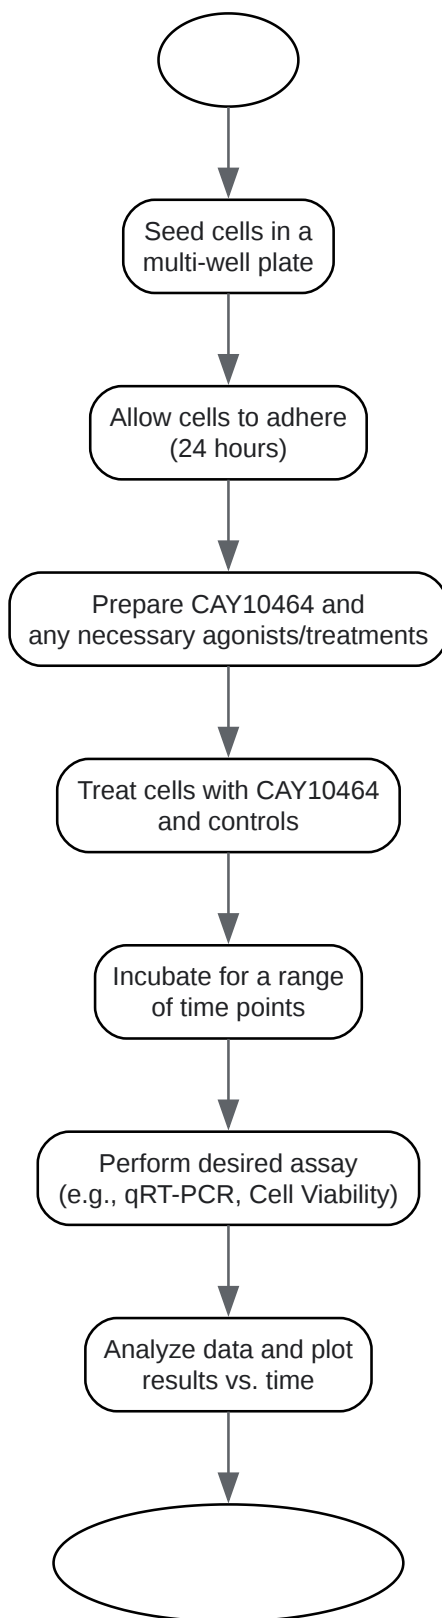 Seed cells in a
multi-well plate
Allow cells to adhere
(24 hours)
Prepare CAY10464 and
any necessary agonists/treatments
Treat cells with CAY10464
and controls
Incubate for a range
of time points
Perform desired assay
(e.g., qRT-PCR, Cell Viability)
Analyze data and plot
results vs. time